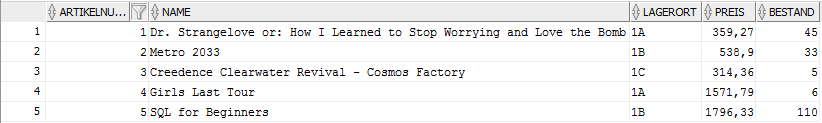 ARTIKELNU... NAME LAGERORT PREIS BESTAND
1 1 Dr. Strangelove or: How I Learned to Stop Worrying and Love the Bomb 1A 359,27 45
2 2 Metro 2033 1B 538,9 33
3 3 Creedence Clearwater Revival - Cosmos Factory 1C 314,36 5
4 4 Girls Last Tour 1A 1571,79 6
5 5 SQL for Beginners 1B 1796,33 110